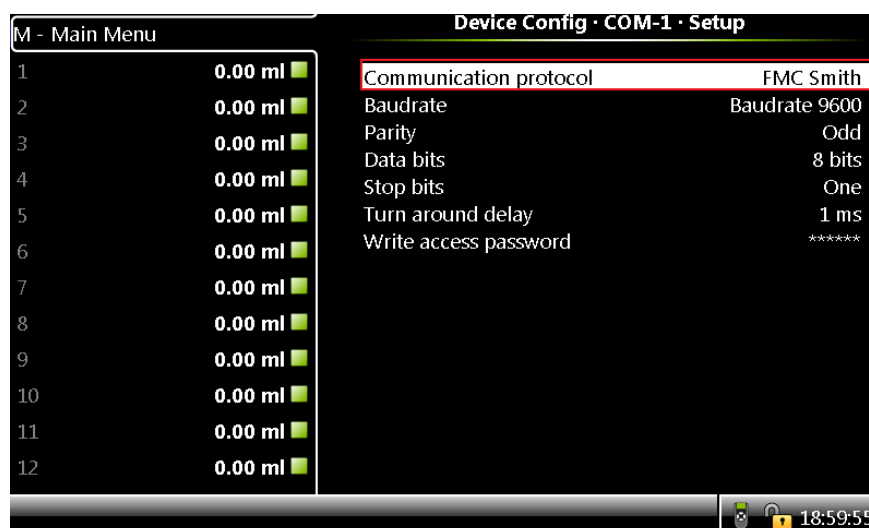 M - Main Menu
1 0.00 ml
2 0.00 ml
3 0.00 ml
4 0.00 ml
5 0.00 ml
6 0.00 ml
7 0.00 ml
8 0.00 ml
9 0.00 ml
10 0.00 ml
11 0.00 ml
12 0.00 ml
Device Config · COM-1 · Setup
Communication protocol FMC Smith
Baudrate Baudrate 9600
Parity Odd
Data bits 8 bits
Stop bits One
Turn around delay 1 ms
Write access password ******
18:59:55